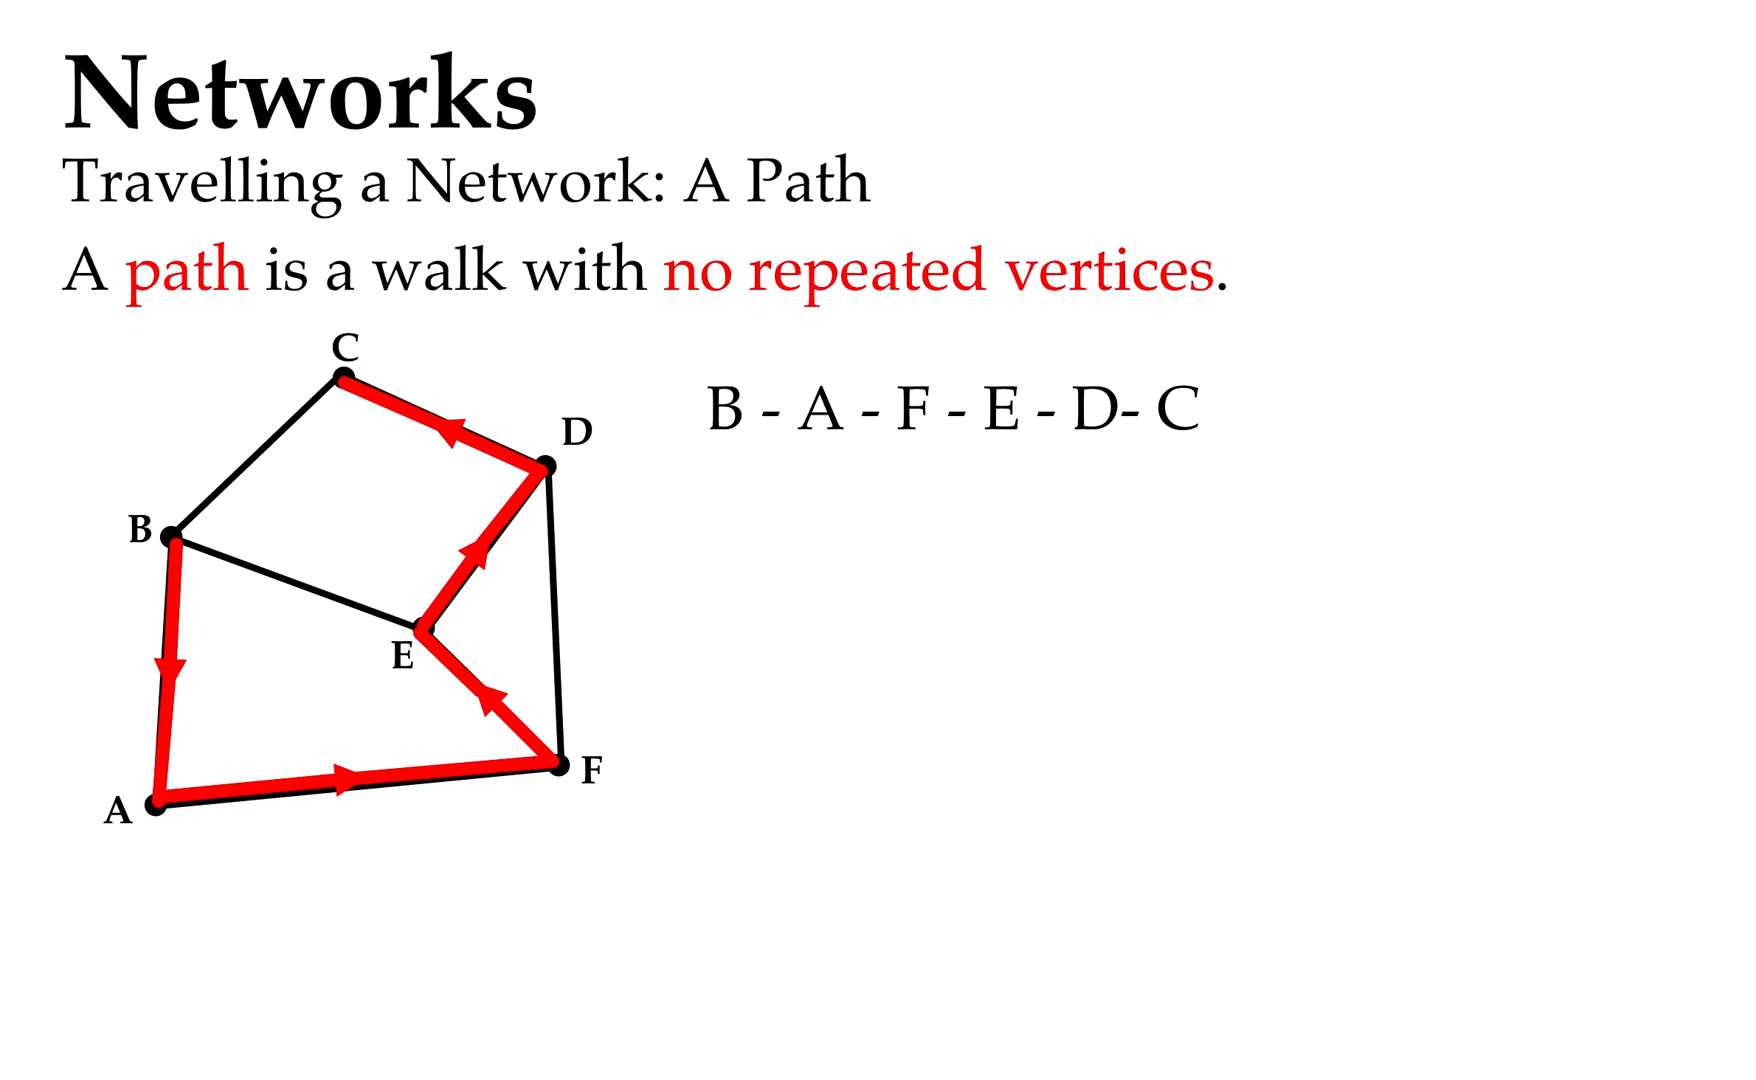 Networks
Travelling a Network: A Path
A path is a walk with no repeated vertices.
C
B - A - F - E - D- C
D
B
E
F
A